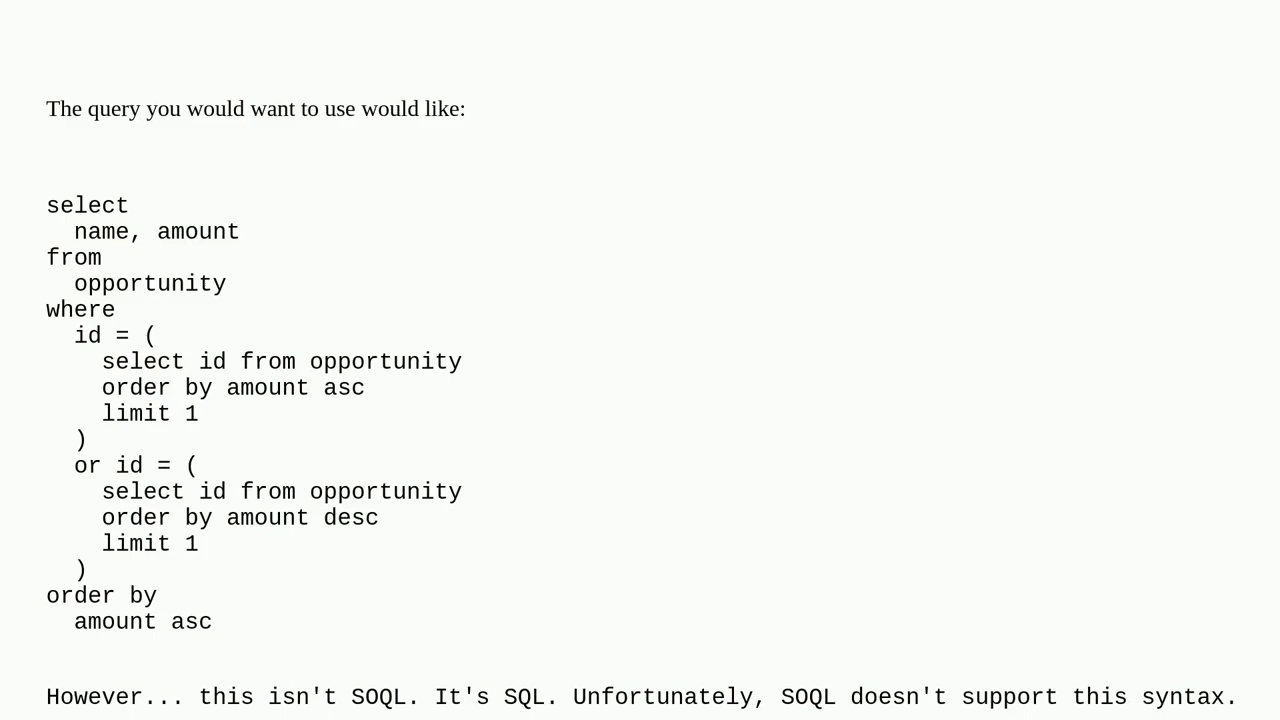 The query you would want to use would like:
select
name, amount
from
opportunity
where
id = (
select id from opportunity
order by amount asc
limit 1
)
or id = (
select id from opportunity
order by amount desc
limit 1
)
order by
amount asc
However... this isn't SOQL. It's SQL. Unfortunately, SOQL doesn't support this syntax.